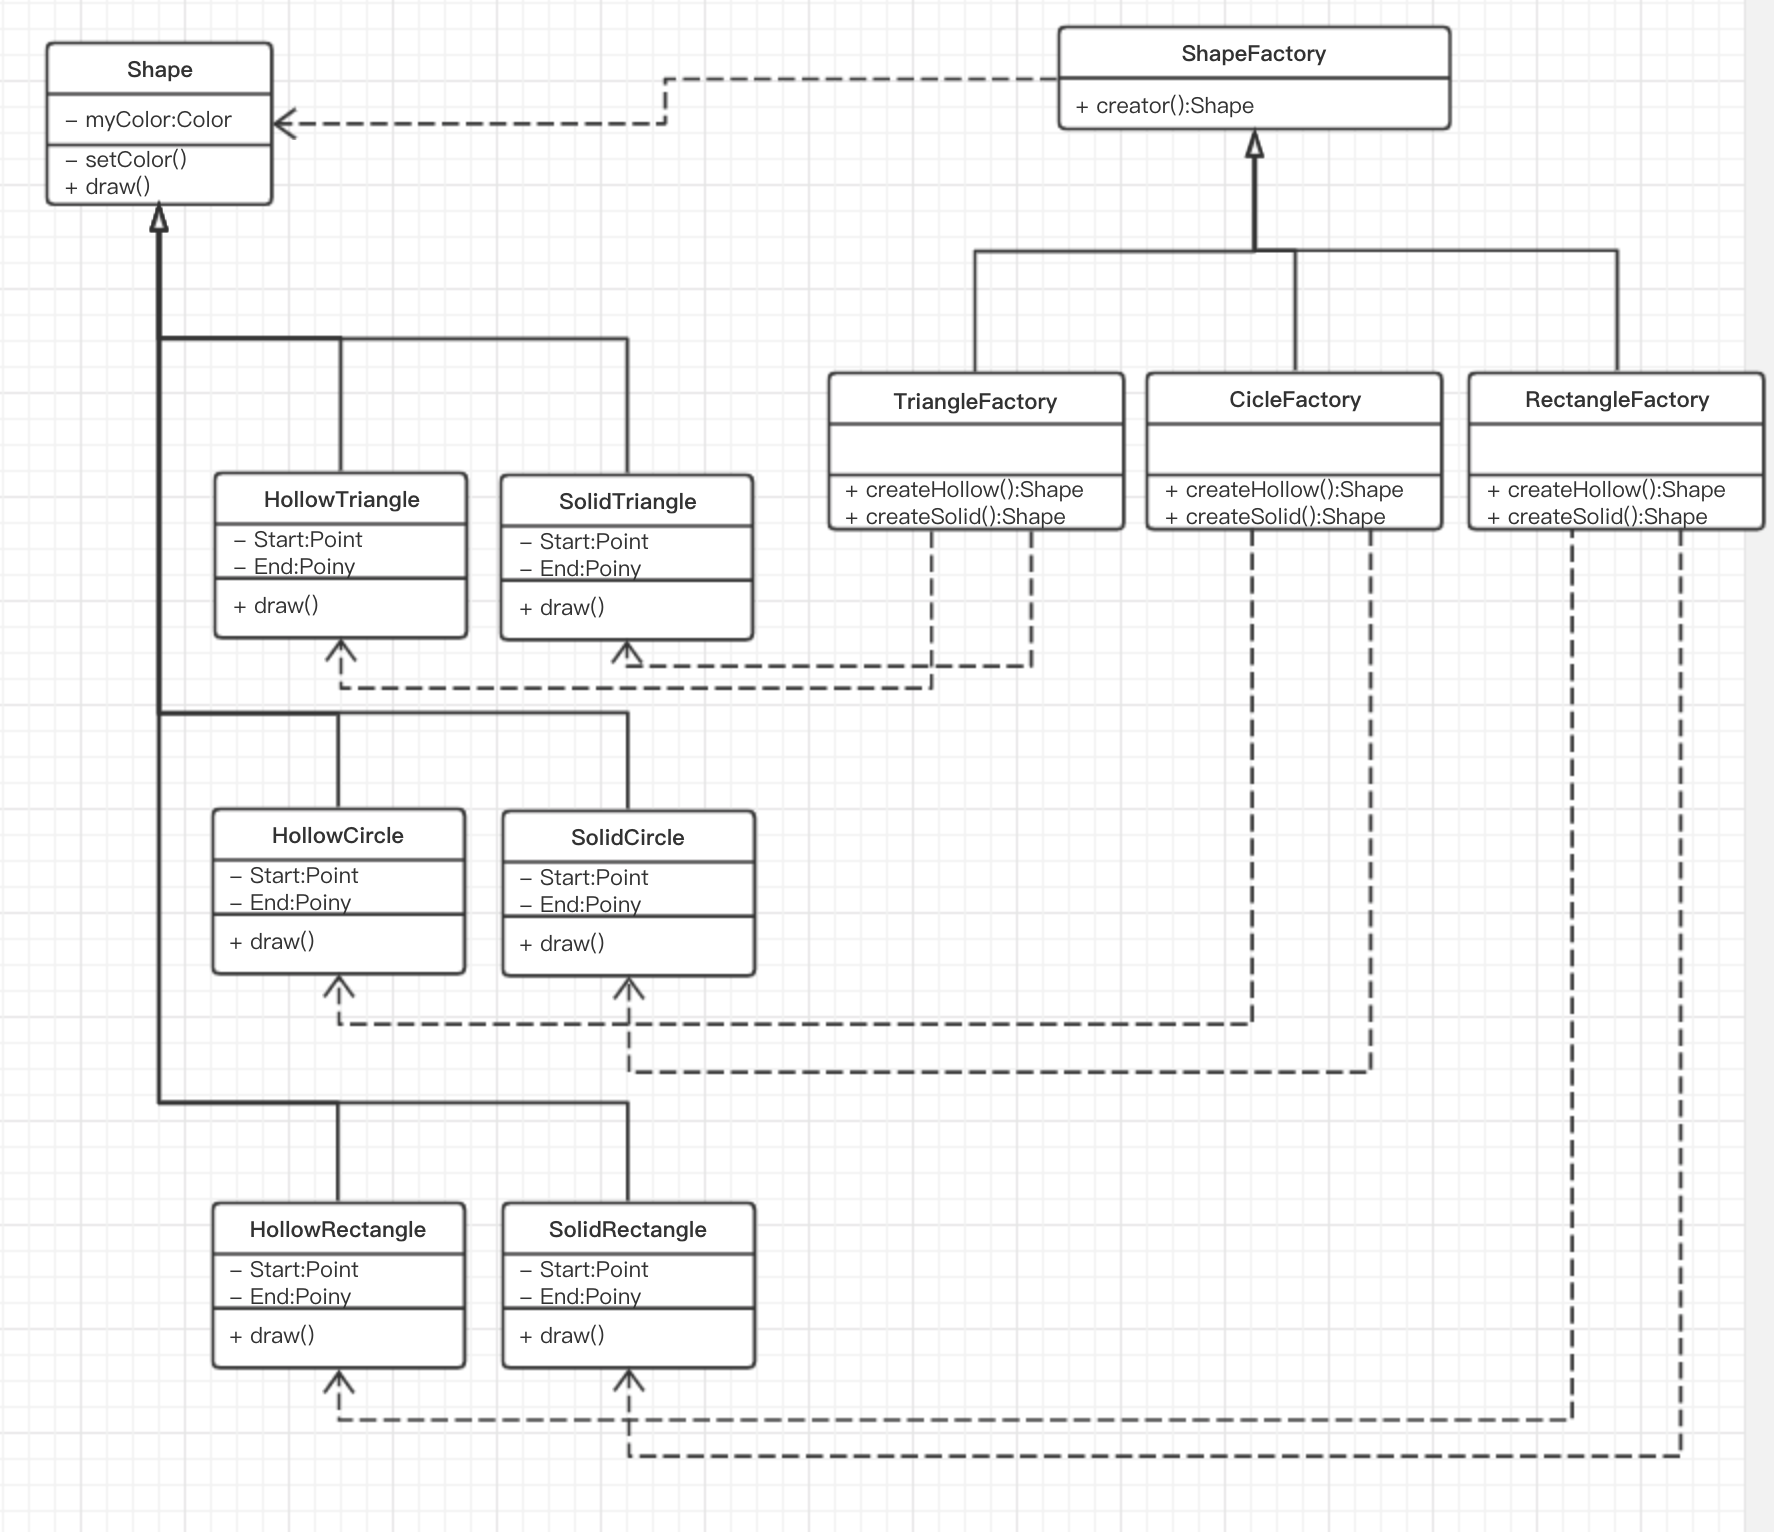 Shape
– myColor:Color
– setColor()
+ draw()
ShapeFactory
+ creator():Shape
TriangleFactory
+ createHollow():Shape
+ createSolid():Shape
CicleFactory
+ createHollow():Shape
+ createSolid():Shape
RectangleFactory
+ createHollow():Shape
+ createSolid():Shape
HollowTriangle
– Start:Point
– End:Poiny
+ draw()
SolidTriangle
– Start:Point
– End:Poiny
+ draw()
HollowCircle
– Start:Point
– End:Poiny
+ draw()
SolidCircle
– Start:Point
– End:Poiny
+ draw()
HollowRectangle
– Start:Point
– End:Poiny
+ draw()
SolidRectangle
– Start:Point
– End:Poiny
+ draw()